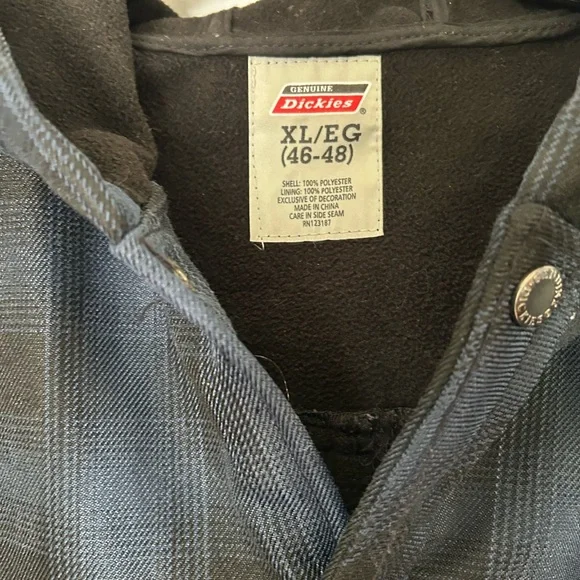 GENUINE
Dickies®
XL/EG
(46-48)
SHELL: 100% POLYESTER
LINING: 100% POLYESTER
EXCLUSIVE OF DECORATION
MADE IN CHINA
CARE IN SIDE SEAM
RN123187